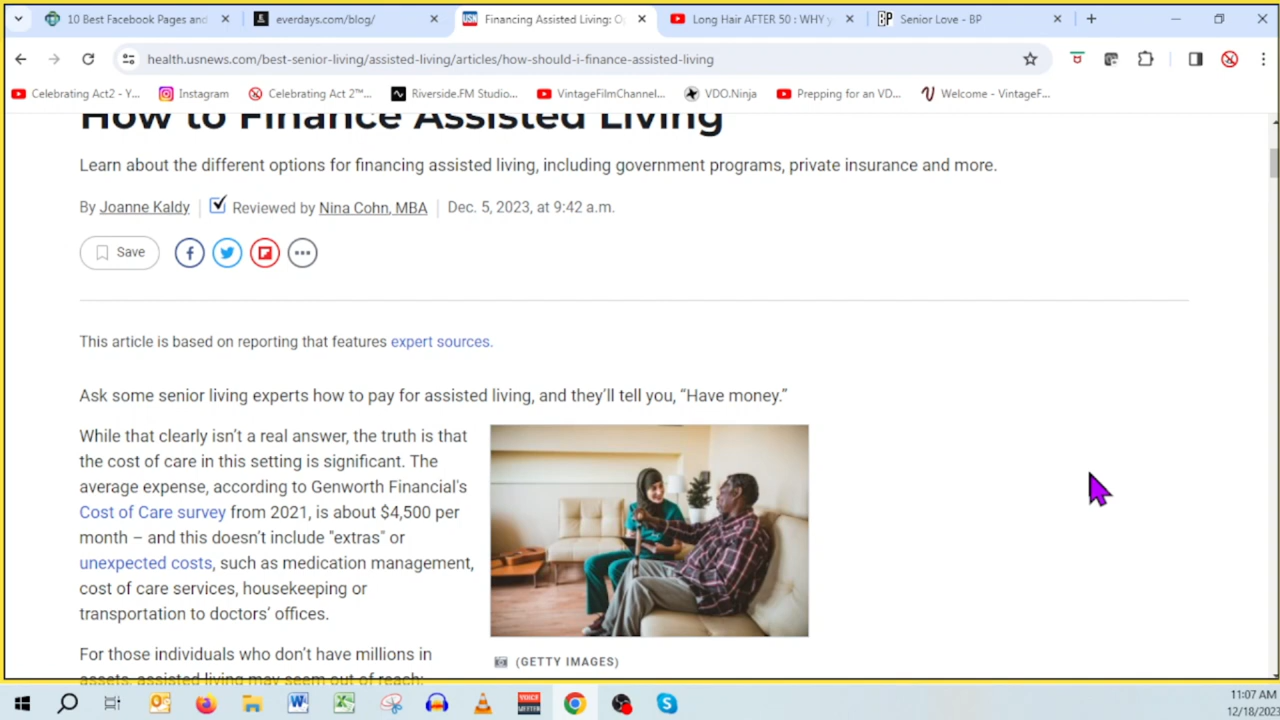 10 Best Facebook Pages and
everdays.com/blog/
Financing Assisted Living: O
Long Hair AFTER 50 : WHY y
Senior Love - BP
health.usnews.com/best-senior-living/assisted-living/articles/how-should-i-finance-assisted-living
Celebrating Act2 - Y...
Instagram
Celebrating Act 2™...
Riverside.FM Studio...
VintageFilmChannel...
VDO.Ninja
Prepping for an VD...
Welcome - VintageF...
How to Finance Assisted Living
Learn about the different options for financing assisted living, including government programs, private insurance and more.
By Joanne Kaldy
Reviewed by Nina Cohn, MBA
Dec. 5, 2023, at 9:42 a.m.
Save
This article is based on reporting that features expert sources.
Ask some senior living experts how to pay for assisted living, and they'll tell you, “Have money.”
While that clearly isn't a real answer, the truth is that
the cost of care in this setting is significant. The
average expense, according to Genworth Financial's
Cost of Care survey from 2021, is about $4,500 per
month – and this doesn't include "extras" or
unexpected costs, such as medication management,
cost of care services, housekeeping or
transportation to doctors' offices.
(GETTY IMAGES)
For those individuals who don't have millions in
assets, assisted living may seem out of reach:
11:07 AM
12/18/2023